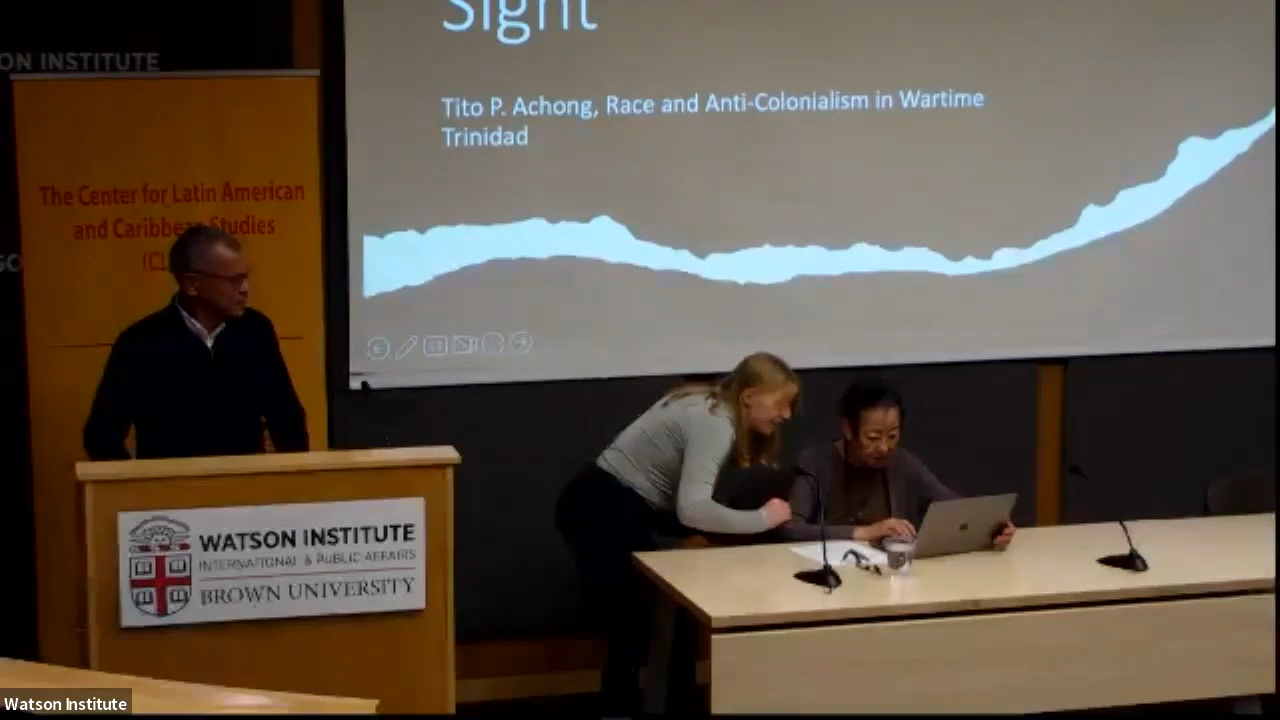 Sight
Tito P. Achong, Race and Anti-Colonialism in Wartime
Trinidad
ON INSTITUTE
The Center for Latin American
and Caribbean Studies
(CL
WATSON INSTITUTE
INTERNATIONAL & PUBLIC AFFAIRS
BROWN UNIVERSITY
Watson Institute